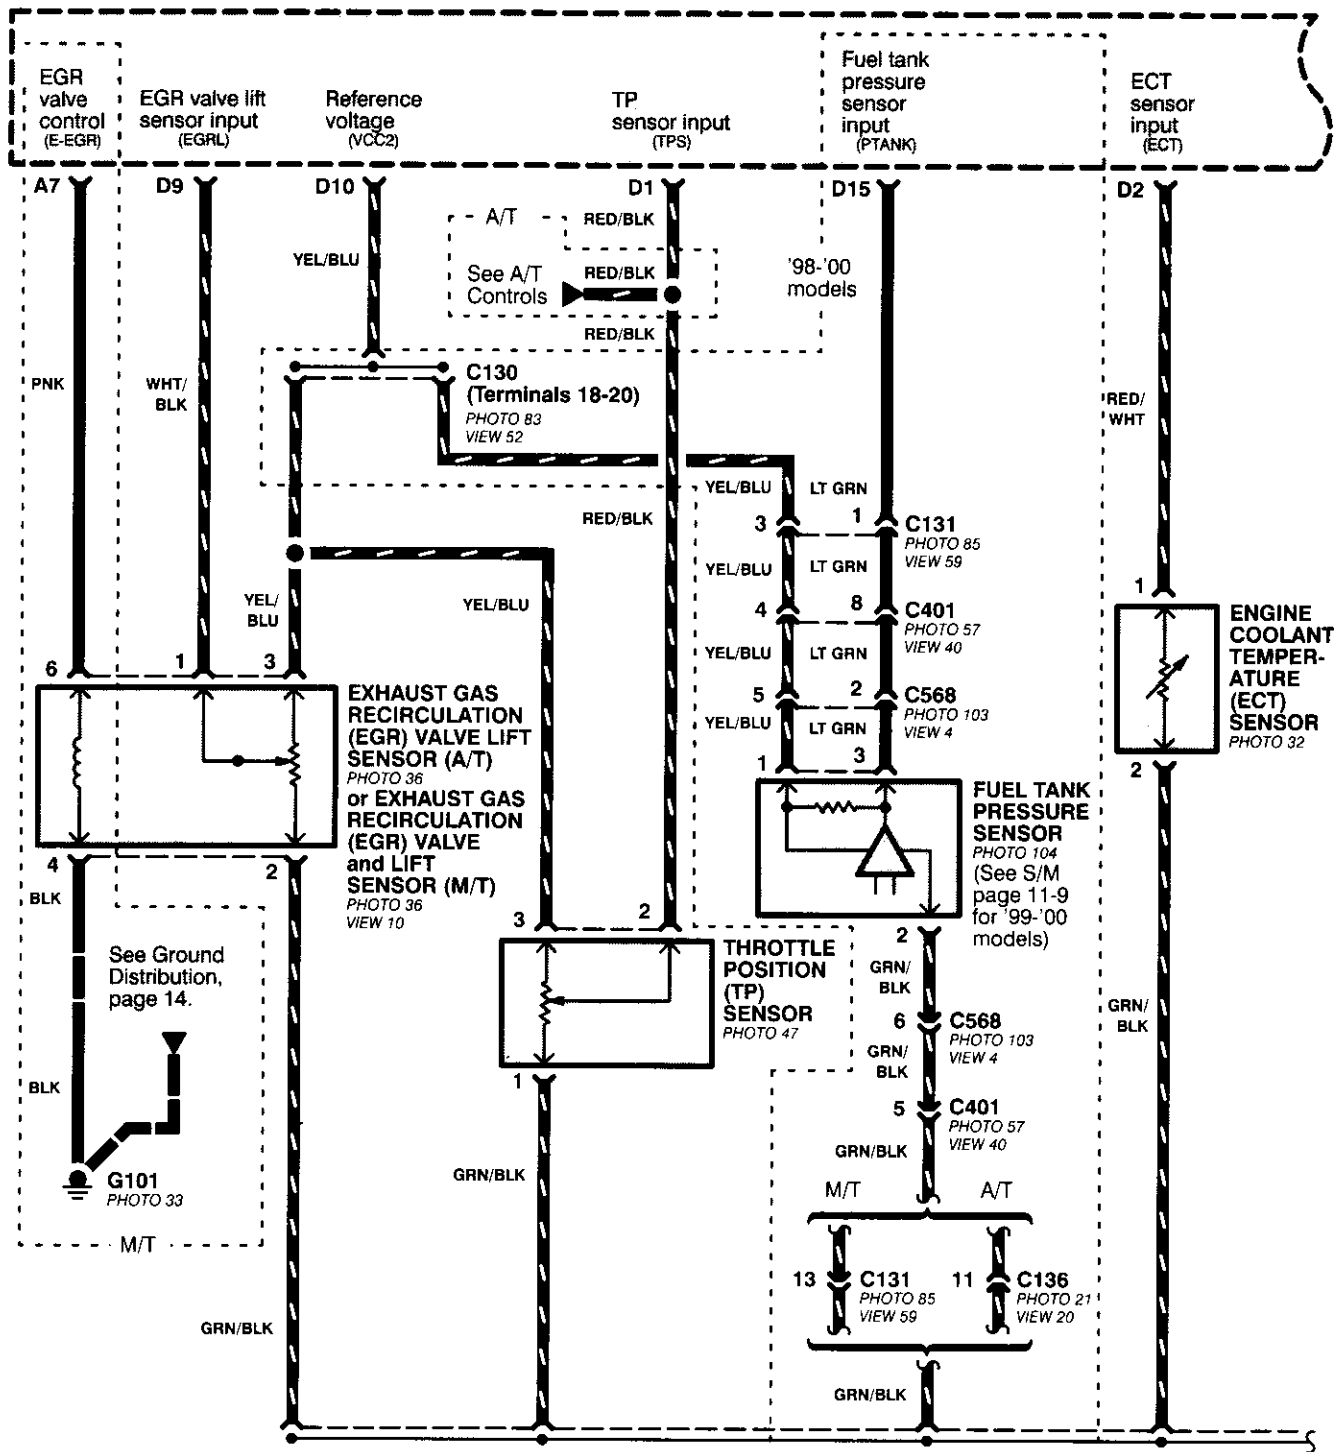 EGR
valve
control
(E-EGR)
EGR valve lift
sensor input
(EGRL)
Reference
voltage
(VCC2)
TP
sensor input
(TPS)
Fuel tank
pressure
sensor
input
(PTANK)
ECT
sensor
input
(ECT)
A7
D9
D10
D1
D15
D2
A/T
RED/BLK
YEL/BLU
See A/T
Controls
RED/BLK
'98-'00
models
RED/BLK
PNK
WHT/
BLK
C130
(Terminals 18-20)
PHOTO 83
VIEW 52
RED/
WHT
YEL/BLU
LT GRN
RED/BLK
3
1
C131
PHOTO 85
VIEW 59
YEL/BLU
LT GRN
1
YEL/
BLU
YEL/BLU
4
8
C401
PHOTO 57
VIEW 40
ENGINE
COOLANT
TEMPER-
ATURE
(ECT)
SENSOR
PHOTO 32
YEL/BLU
LT GRN
6
1
3
5
2
C568
PHOTO 103
VIEW 4
EXHAUST GAS
RECIRCULATION
(EGR) VALVE LIFT
SENSOR (A/T)
PHOTO 36
or EXHAUST GAS
RECIRCULATION
(EGR) VALVE
and LIFT
SENSOR (M/T)
PHOTO 36
VIEW 10
YEL/BLU
LT GRN
1
3
2
FUEL TANK
PRESSURE
SENSOR
PHOTO 104
(See S/M
page 11-9
for '99-'00
models)
4
2
BLK
3
2
2
See Ground
Distribution,
page 14.
THROTTLE
POSITION
(TP)
SENSOR
PHOTO 47
GRN/
BLK
GRN/
BLK
6
C568
PHOTO 103
VIEW 4
GRN/
BLK
BLK
1
5
C401
PHOTO 57
VIEW 40
GRN/BLK
GRN/BLK
G101
PHOTO 33
M/T
A/T
M/T
13
C131
PHOTO 85
VIEW 59
11
C136
PHOTO 21
VIEW 20
GRN/BLK
GRN/BLK